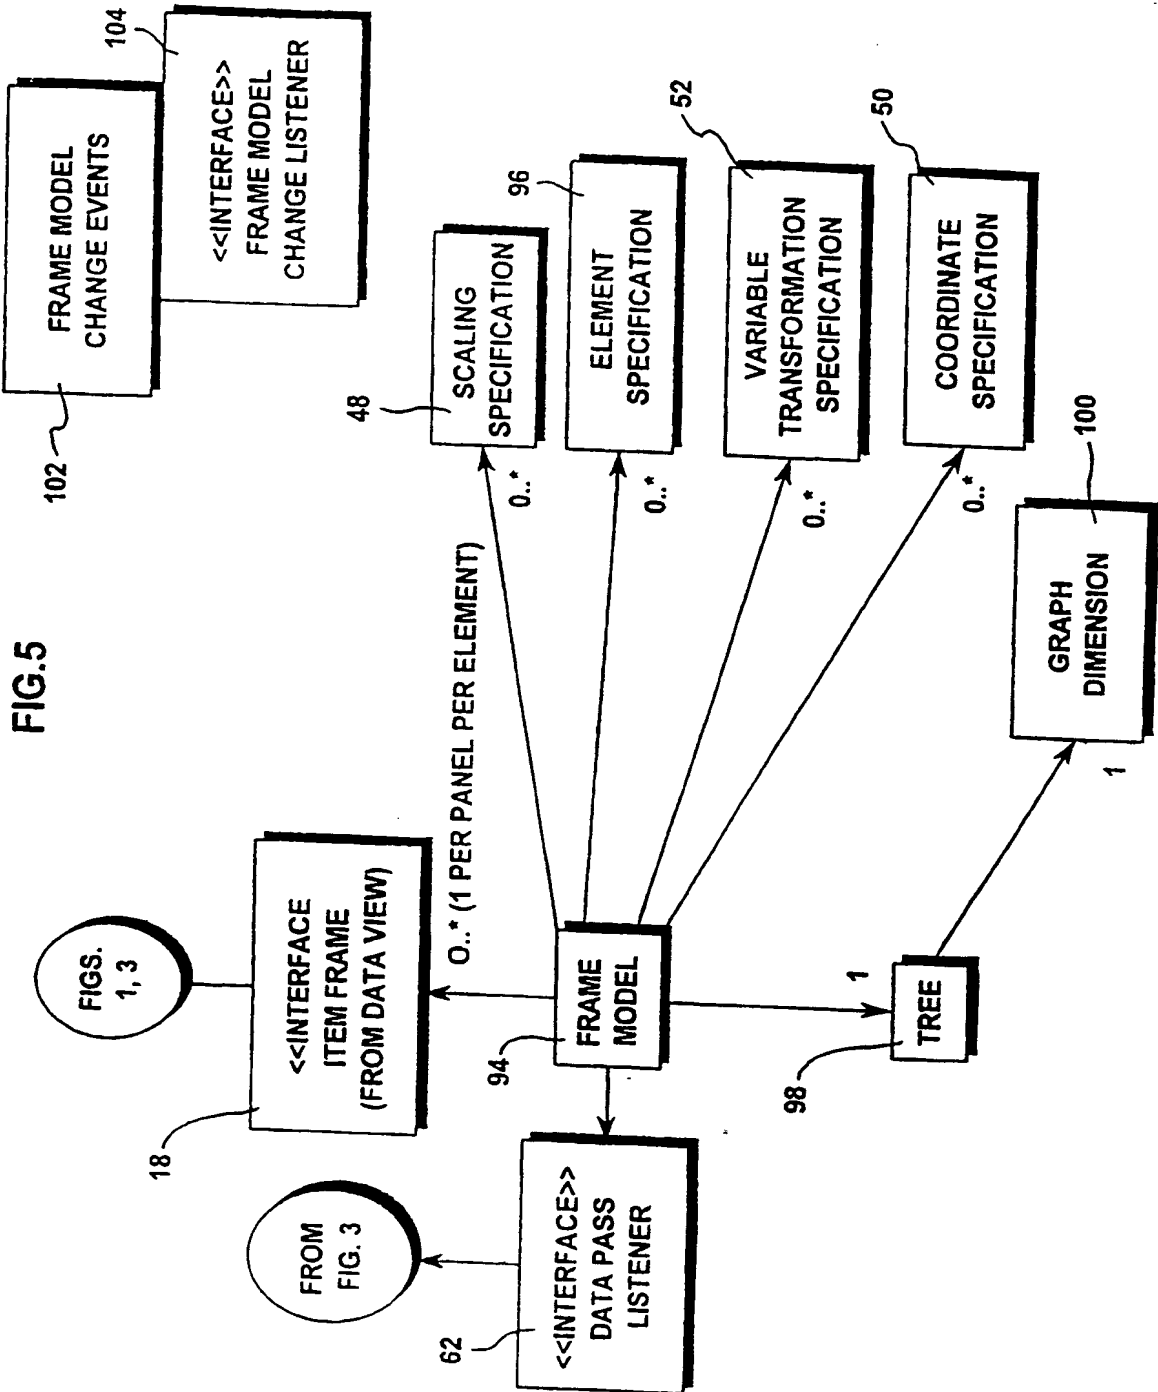 FIG.5
FROM
FIG. 3
FIGS.
1, 3
62
<<INTERFACE>>
DATA PASS
LISTENER
18
<<INTERFACE
ITEM FRAME
(FROM DATA VIEW)
O..* (1 PER PANEL PER ELEMENT)
94
FRAME
MODEL
98
TREE
1
GRAPH
DIMENSION
100
1
102
FRAME MODEL
CHANGE EVENTS
104
<<INTERFACE>>
FRAME MODEL
CHANGE LISTENER
48
SCALING
SPECIFICATION
0..*
96
ELEMENT
SPECIFICATION
0..*
52
VARIABLE
TRANSFORMATION
SPECIFICATION
0..*
50
COORDINATE
SPECIFICATION
0..*